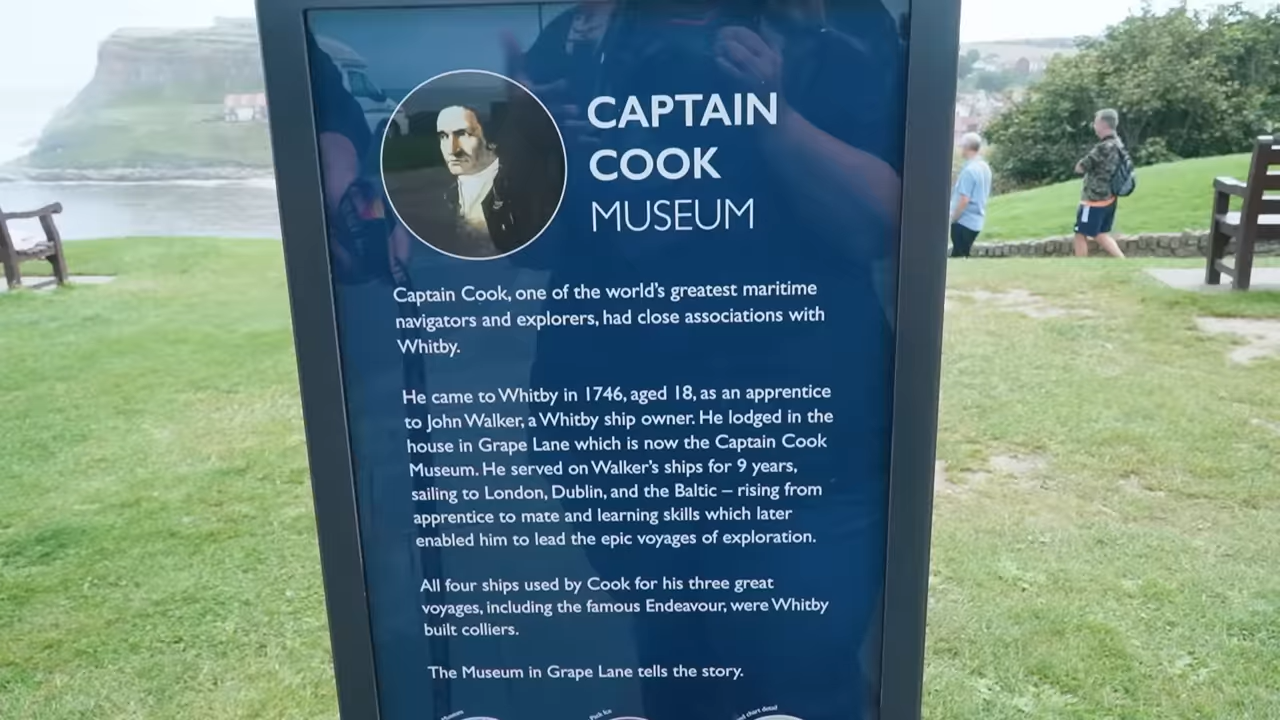 CAPTAIN
COOK
MUSEUM
Captain Cook, one of the world's greatest maritime
navigators and explorers, had close associations with
Whitby.
He came to Whitby in 1746, aged 18, as an apprentice
to John Walker, a Whitby ship owner. He lodged in the
house in Grape Lane which is now the Captain Cook
Museum. He served on Walker's ships for 9 years,
sailing to London, Dublin, and the Baltic – rising from
apprentice to mate and learning skills which later
enabled him to lead the epic voyages of exploration.
All four ships used by Cook for his three great
voyages, including the famous Endeavour, were Whitby
built colliers.
The Museum in Grape Lane tells the story.
Pack Ice
chart detail